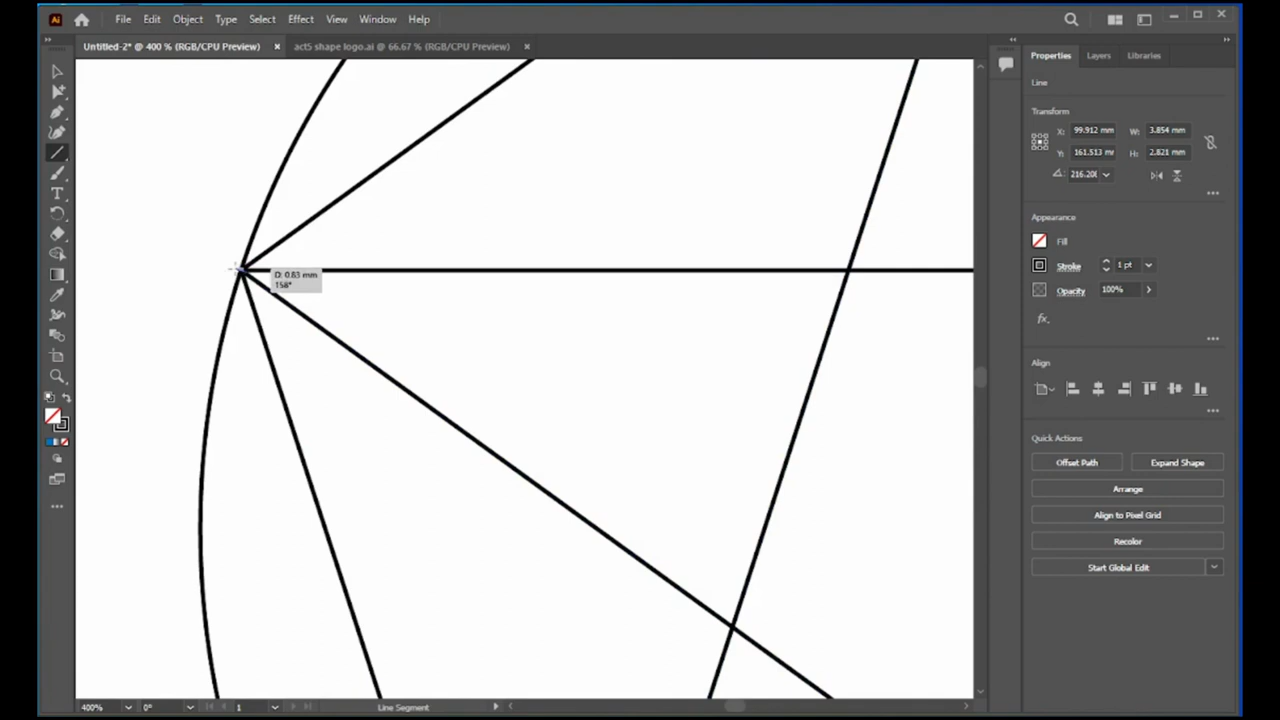 Ai File Edit Object Type Select Effect View Window Help
Untitled-2* @ 400 % (RGB/CPU Preview) × act5 shape logo.ai @ 66.67 % (RGB/CPU Preview) ×
Properties Layers Libraries
Line
Transform
X: 99.912 mm W: 3.854 mm
Y: 161.513 m H: 2.821 mm
216.20
Appearance
Fill
Stroke 1 pt
Opacity 100%
fx.
Align
Quick Actions
Offset Path Expand Shape
Arrange
Align to Pixel Grid
Recolor
Start Global Edit
D: 0.83 mm
158°
T
400% 0° 1 Line Segment